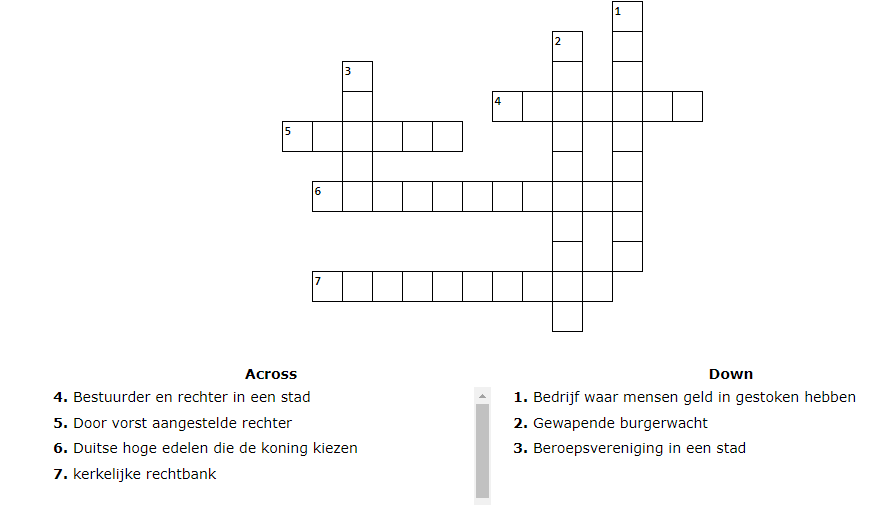 1
2
3
4
5
6
7
Across
4. Bestuurder en rechter in een stad
5. Door vorst aangestelde rechter
6. Duitse hoge edelen die de koning kiezen
7. kerkelijke rechtbank
Down
1. Bedrijf waar mensen geld in gestoken hebben
2. Gewapende burgerwacht
3. Beroepsvereniging in een stad